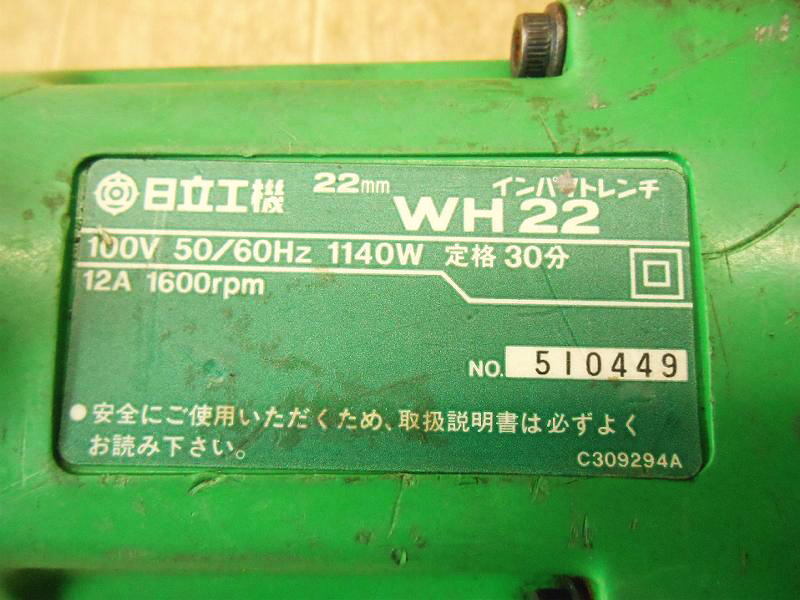 日立工機 22mm インパクトレンチ
WH 22
100V 50/60Hz 1140W 定格 30分
12A 1600rpm
NO. 510449
●安全にご使用いただくため、取扱説明書は必ずよく
お読み下さい。
C309294A